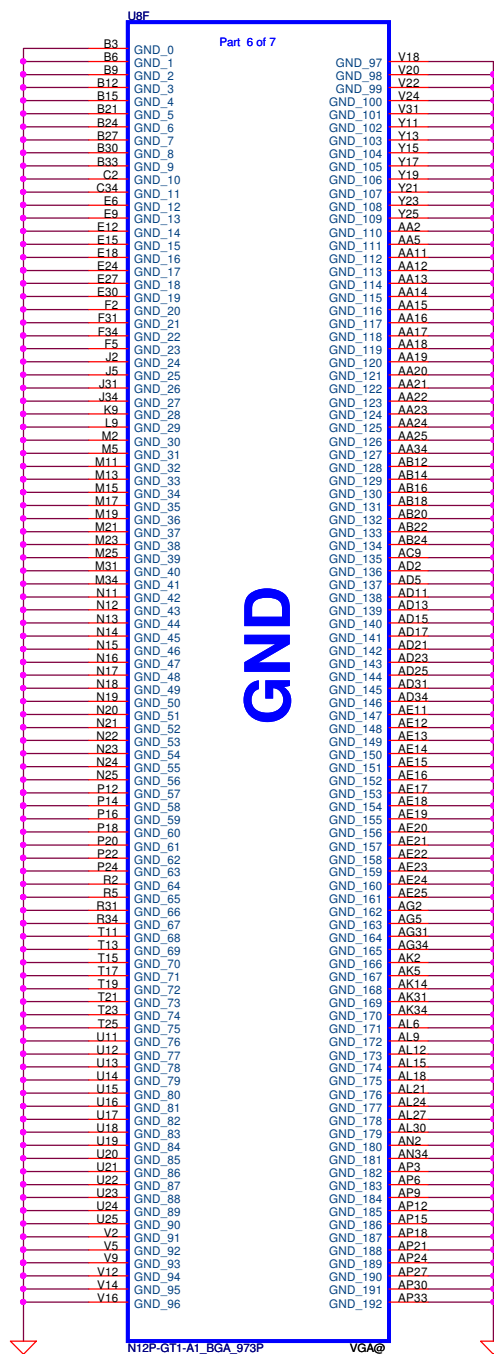 U8F
Part 6 of 7
B3 GND_0
B6 GND_1
B9 GND_2
B12 GND_3
B15 GND_4
B21 GND_5
B24 GND_6
B27 GND_7
B30 GND_8
B33 GND_9
C2 GND_10
C34 GND_11
E6 GND_12
E9 GND_13
E12 GND_14
E15 GND_15
E18 GND_16
E24 GND_17
E27 GND_18
E30 GND_19
F2 GND_20
F31 GND_21
F34 GND_22
F5 GND_23
J2 GND_24
J5 GND_25
J31 GND_26
J34 GND_27
K9 GND_28
L9 GND_29
M2 GND_30
M5 GND_31
M11 GND_32
M13 GND_33
M15 GND_34
M17 GND_35
M19 GND_36
M21 GND_37
M23 GND_38
M25 GND_39
M31 GND_40
M34 GND_41
N11 GND_42
N12 GND_43
N13 GND_44
N14 GND_45
N15 GND_46
N16 GND_47
N17 GND_48
N18 GND_49
N19 GND_50
N20 GND_51
N21 GND_52
N22 GND_53
N23 GND_54
N24 GND_55
N25 GND_56
P12 GND_57
P14 GND_58
P16 GND_59
P18 GND_60
P20 GND_61
P22 GND_62
P24 GND_63
R2 GND_64
R5 GND_65
R31 GND_66
R34 GND_67
T11 GND_68
T13 GND_69
T15 GND_70
T17 GND_71
T19 GND_72
T21 GND_73
T23 GND_74
T25 GND_75
U11 GND_76
U12 GND_77
U13 GND_78
U14 GND_79
U15 GND_80
U16 GND_81
U17 GND_82
U18 GND_83
U19 GND_84
U20 GND_85
U21 GND_86
U22 GND_87
U23 GND_88
U24 GND_89
U25 GND_90
V2 GND_91
V5 GND_92
V9 GND_93
V12 GND_94
V14 GND_95
V16 GND_96
GND
GND_97 V18
GND_98 V20
GND_99 V22
GND_100 V24
GND_101 V31
GND_102 Y11
GND_103 Y13
GND_104 Y15
GND_105 Y17
GND_106 Y19
GND_107 Y21
GND_108 Y23
GND_109 Y25
GND_110 AA2
GND_111 AA5
GND_112 AA11
GND_113 AA12
GND_114 AA13
GND_115 AA14
GND_116 AA15
GND_117 AA16
GND_118 AA17
GND_119 AA18
GND_120 AA19
GND_121 AA20
GND_122 AA21
GND_123 AA22
GND_124 AA23
GND_125 AA24
GND_126 AA25
GND_127 AA34
GND_128 AB12
GND_129 AB14
GND_130 AB16
GND_131 AB18
GND_132 AB20
GND_133 AB22
GND_134 AB24
GND_135 AC9
GND_136 AD2
GND_137 AD5
GND_138 AD11
GND_139 AD13
GND_140 AD15
GND_141 AD17
GND_142 AD21
GND_143 AD23
GND_144 AD25
GND_145 AD31
GND_146 AD34
GND_147 AE11
GND_148 AE12
GND_149 AE13
GND_150 AE14
GND_151 AE15
GND_152 AE16
GND_153 AE17
GND_154 AE18
GND_155 AE19
GND_156 AE20
GND_157 AE21
GND_158 AE22
GND_159 AE23
GND_160 AE24
GND_161 AE25
GND_162 AG2
GND_163 AG5
GND_164 AG31
GND_165 AG34
GND_166 AK2
GND_167 AK5
GND_168 AK14
GND_169 AK31
GND_170 AK34
GND_171 AL6
GND_172 AL9
GND_173 AL12
GND_174 AL15
GND_175 AL18
GND_176 AL21
GND_177 AL24
GND_178 AL27
GND_179 AL30
GND_180 AN2
GND_181 AN34
GND_182 AP3
GND_183 AP6
GND_184 AP9
GND_185 AP12
GND_186 AP15
GND_187 AP18
GND_188 AP21
GND_189 AP24
GND_190 AP27
GND_191 AP30
GND_192 AP33
N12P-GT1-A1_BGA_973P
VGA@